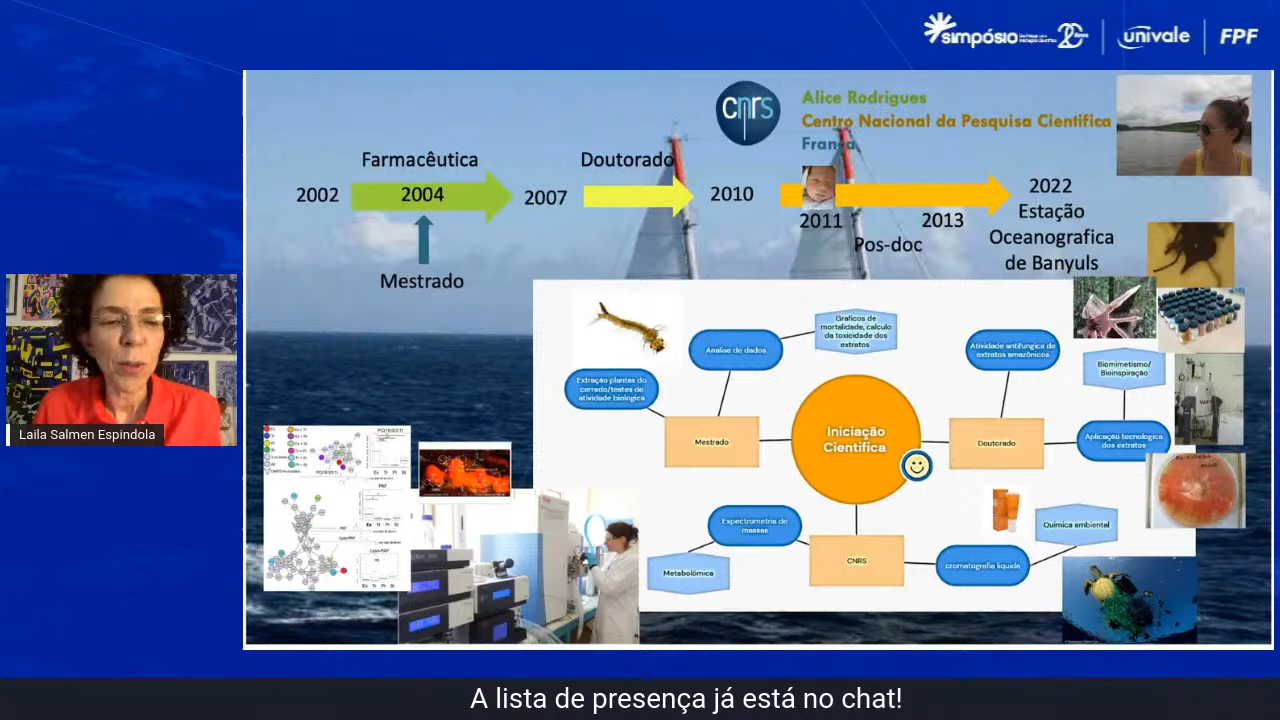 simpósio
20
univale
FPF
cnrs
Alice Rodrigues
Centro Nacional da Pesquisa Cientifica
França
Farmacêutica
Doutorado
2002
2004
2007
2010
2011
2013
2022
Estação
Oceanografica
de Banyuls
Pos-doc
Mestrado
Graficos de
mortalidade, calculo
da toxicidade dos
extratos
Analise de dados
Atividade antifungica de
extratos amazônicos
Biomimetismo/
Bioinspiração
Extração plantas do
cerrado/testes de
atividade biologica
Mestrado
Iniciação
Cientifica
Doutorado
Aplicação tecnologica
dos extratos
Espectrometria de
massas
Quimica ambiental
Metabolômica
CNRS
cromatografia liquida
Laila Salmen Espindola
A lista de presença já está no chat!